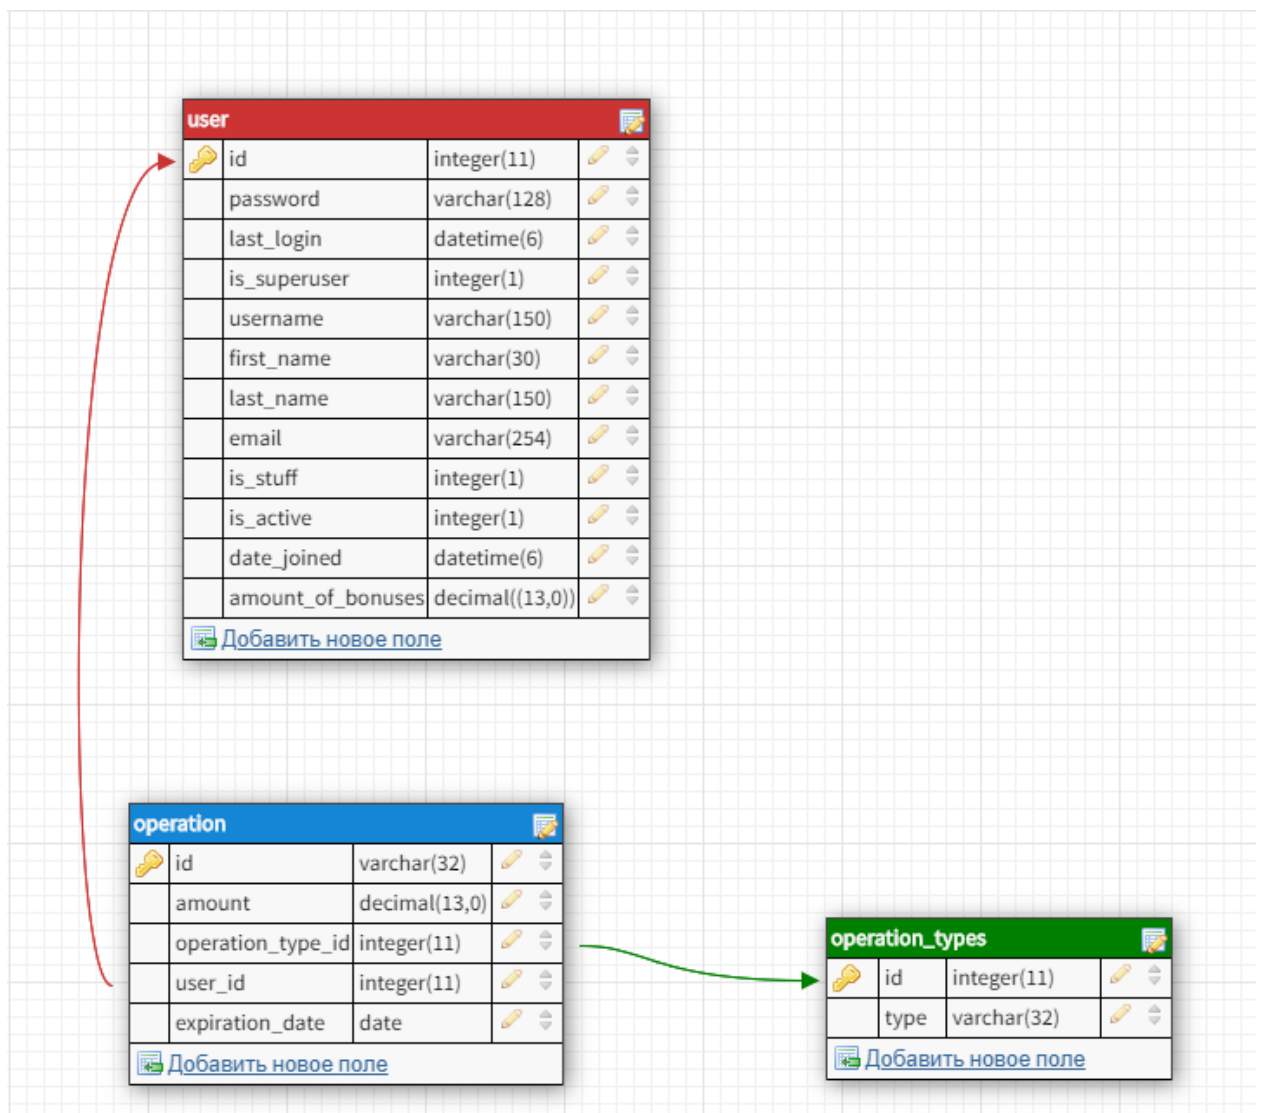 user
id integer(11)
password varchar(128)
last_login datetime(6)
is_superuser integer(1)
username varchar(150)
first_name varchar(30)
last_name varchar(150)
email varchar(254)
is_stuff integer(1)
is_active integer(1)
date_joined datetime(6)
amount_of_bonuses decimal((13,0))
Добавить новое поле
operation
id varchar(32)
amount decimal(13,0)
operation_type_id integer(11)
user_id integer(11)
expiration_date date
Добавить новое поле
operation_types
id integer(11)
type varchar(32)
Добавить новое поле